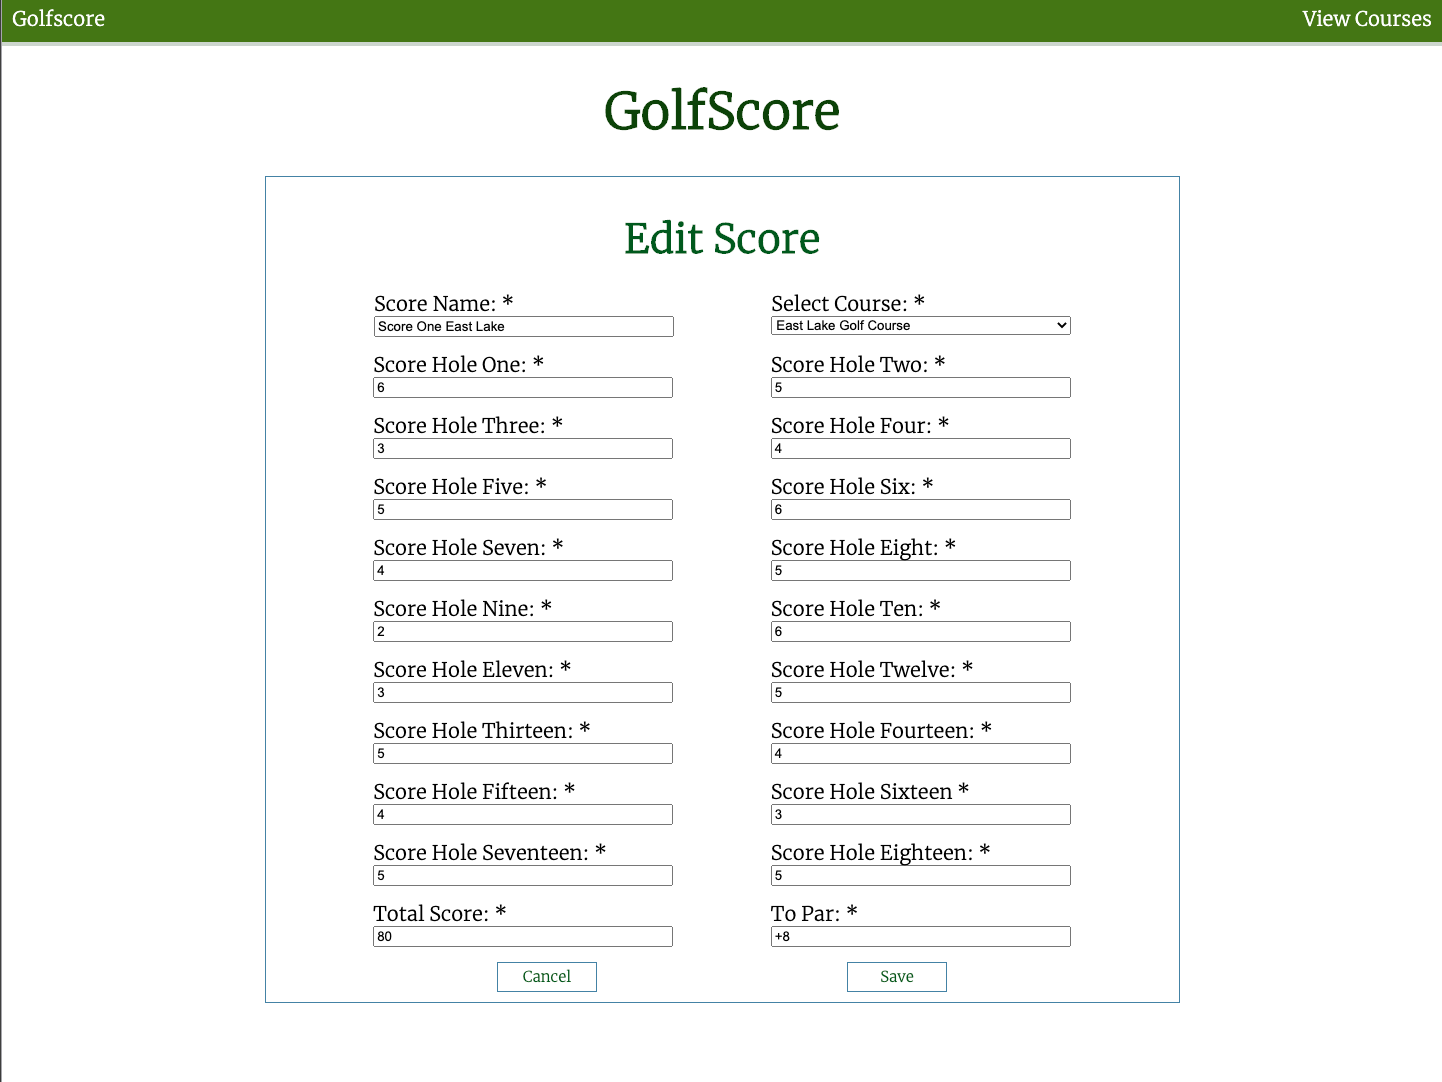 Golfscore View Courses
GolfScore
Edit Score
Score Name: * Select Course: *
Score One East Lake East Lake Golf Course
Score Hole One: * Score Hole Two: *
6 5
Score Hole Three: * Score Hole Four: *
3 4
Score Hole Five: * Score Hole Six: *
5 6
Score Hole Seven: * Score Hole Eight: *
4 5
Score Hole Nine: * Score Hole Ten: *
2 6
Score Hole Eleven: * Score Hole Twelve: *
3 5
Score Hole Thirteen: * Score Hole Fourteen: *
5 4
Score Hole Fifteen: * Score Hole Sixteen *
4 3
Score Hole Seventeen: * Score Hole Eighteen: *
5 5
Total Score: * To Par: *
80 +8
Cancel Save